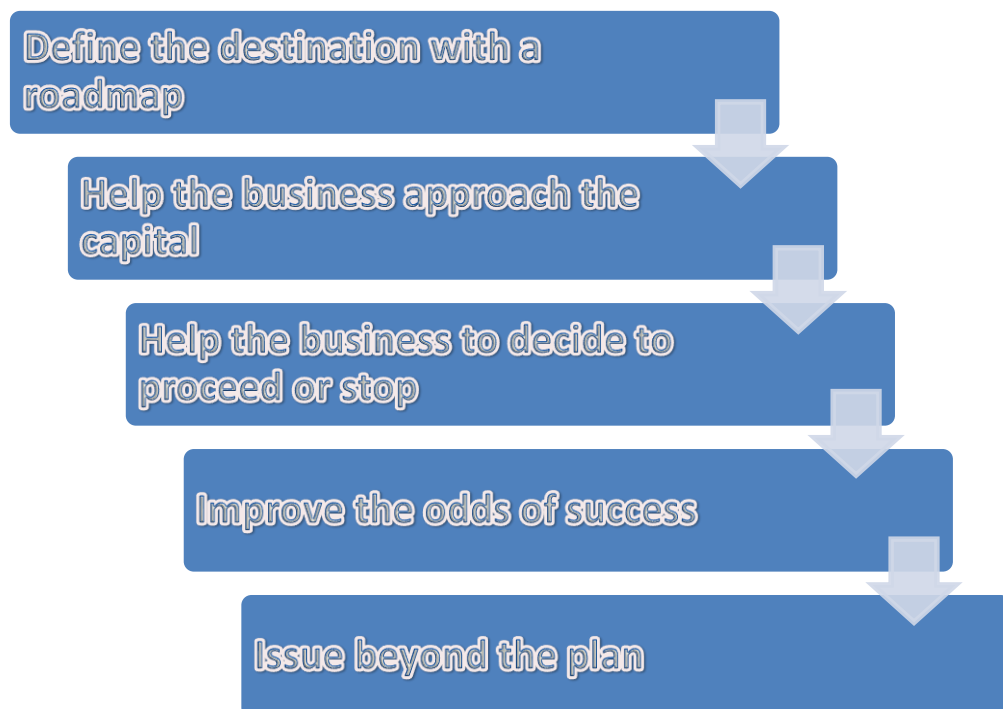 Define the destination with a
roadmap
Help the business approach the
capital
Help the business to decide to
proceed or stop
Improve the odds of success
Issue beyond the plan